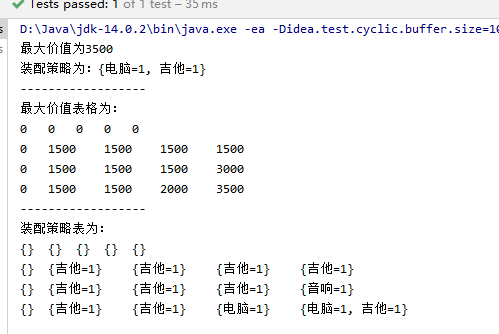 Tests passed: 1 of 1 test – 35 ms
D:\Java\jdk-14.0.2\bin\java.exe -ea -Didea.test.cyclic.buffer.size=10
最大价值为3500
装配策略为: {电脑=1, 吉他=1}
------------------
最大价值表格为:
0 0 0 0 0
0 1500 1500 1500 1500
0 1500 1500 1500 3000
0 1500 1500 2000 3500
------------------
装配策略表为:
{} {} {} {} {}
{} {吉他=1} {吉他=1} {吉他=1} {吉他=1}
{} {吉他=1} {吉他=1} {吉他=1} {音响=1}
{} {吉他=1} {吉他=1} {电脑=1} {电脑=1, 吉他=1}